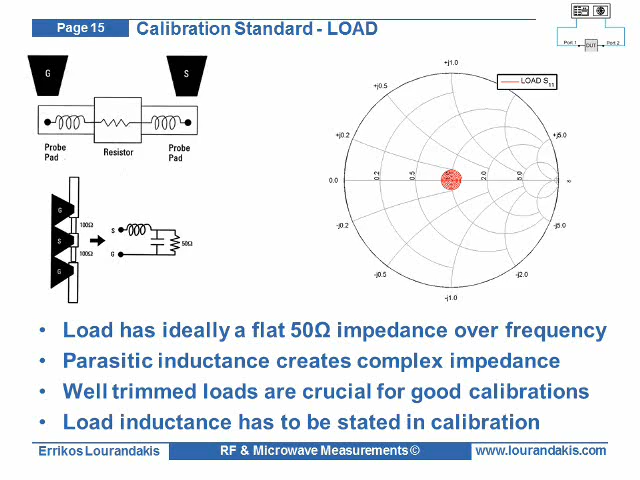 Page 15
Calibration Standard - LOAD
Port 1
DUT
Port 2
G
S
Probe
Pad
Resistor
Probe
Pad
G
S
G
100Ω
100Ω
S
G
50Ω
LOAD S11
+j1.0
+j0.5
+j0.2
+j5.0
0.0
0.2
0.5
2.0
5.0
∞
-j0.2
-j5.0
-j0.5
-j2.0
-j1.0
• Load has ideally a flat 50Ω impedance over frequency
• Parasitic inductance creates complex impedance
• Well trimmed loads are crucial for good calibrations
• Load inductance has to be stated in calibration
Errikos Lourandakis
RF & Microwave Measurements©
www.lourandakis.com